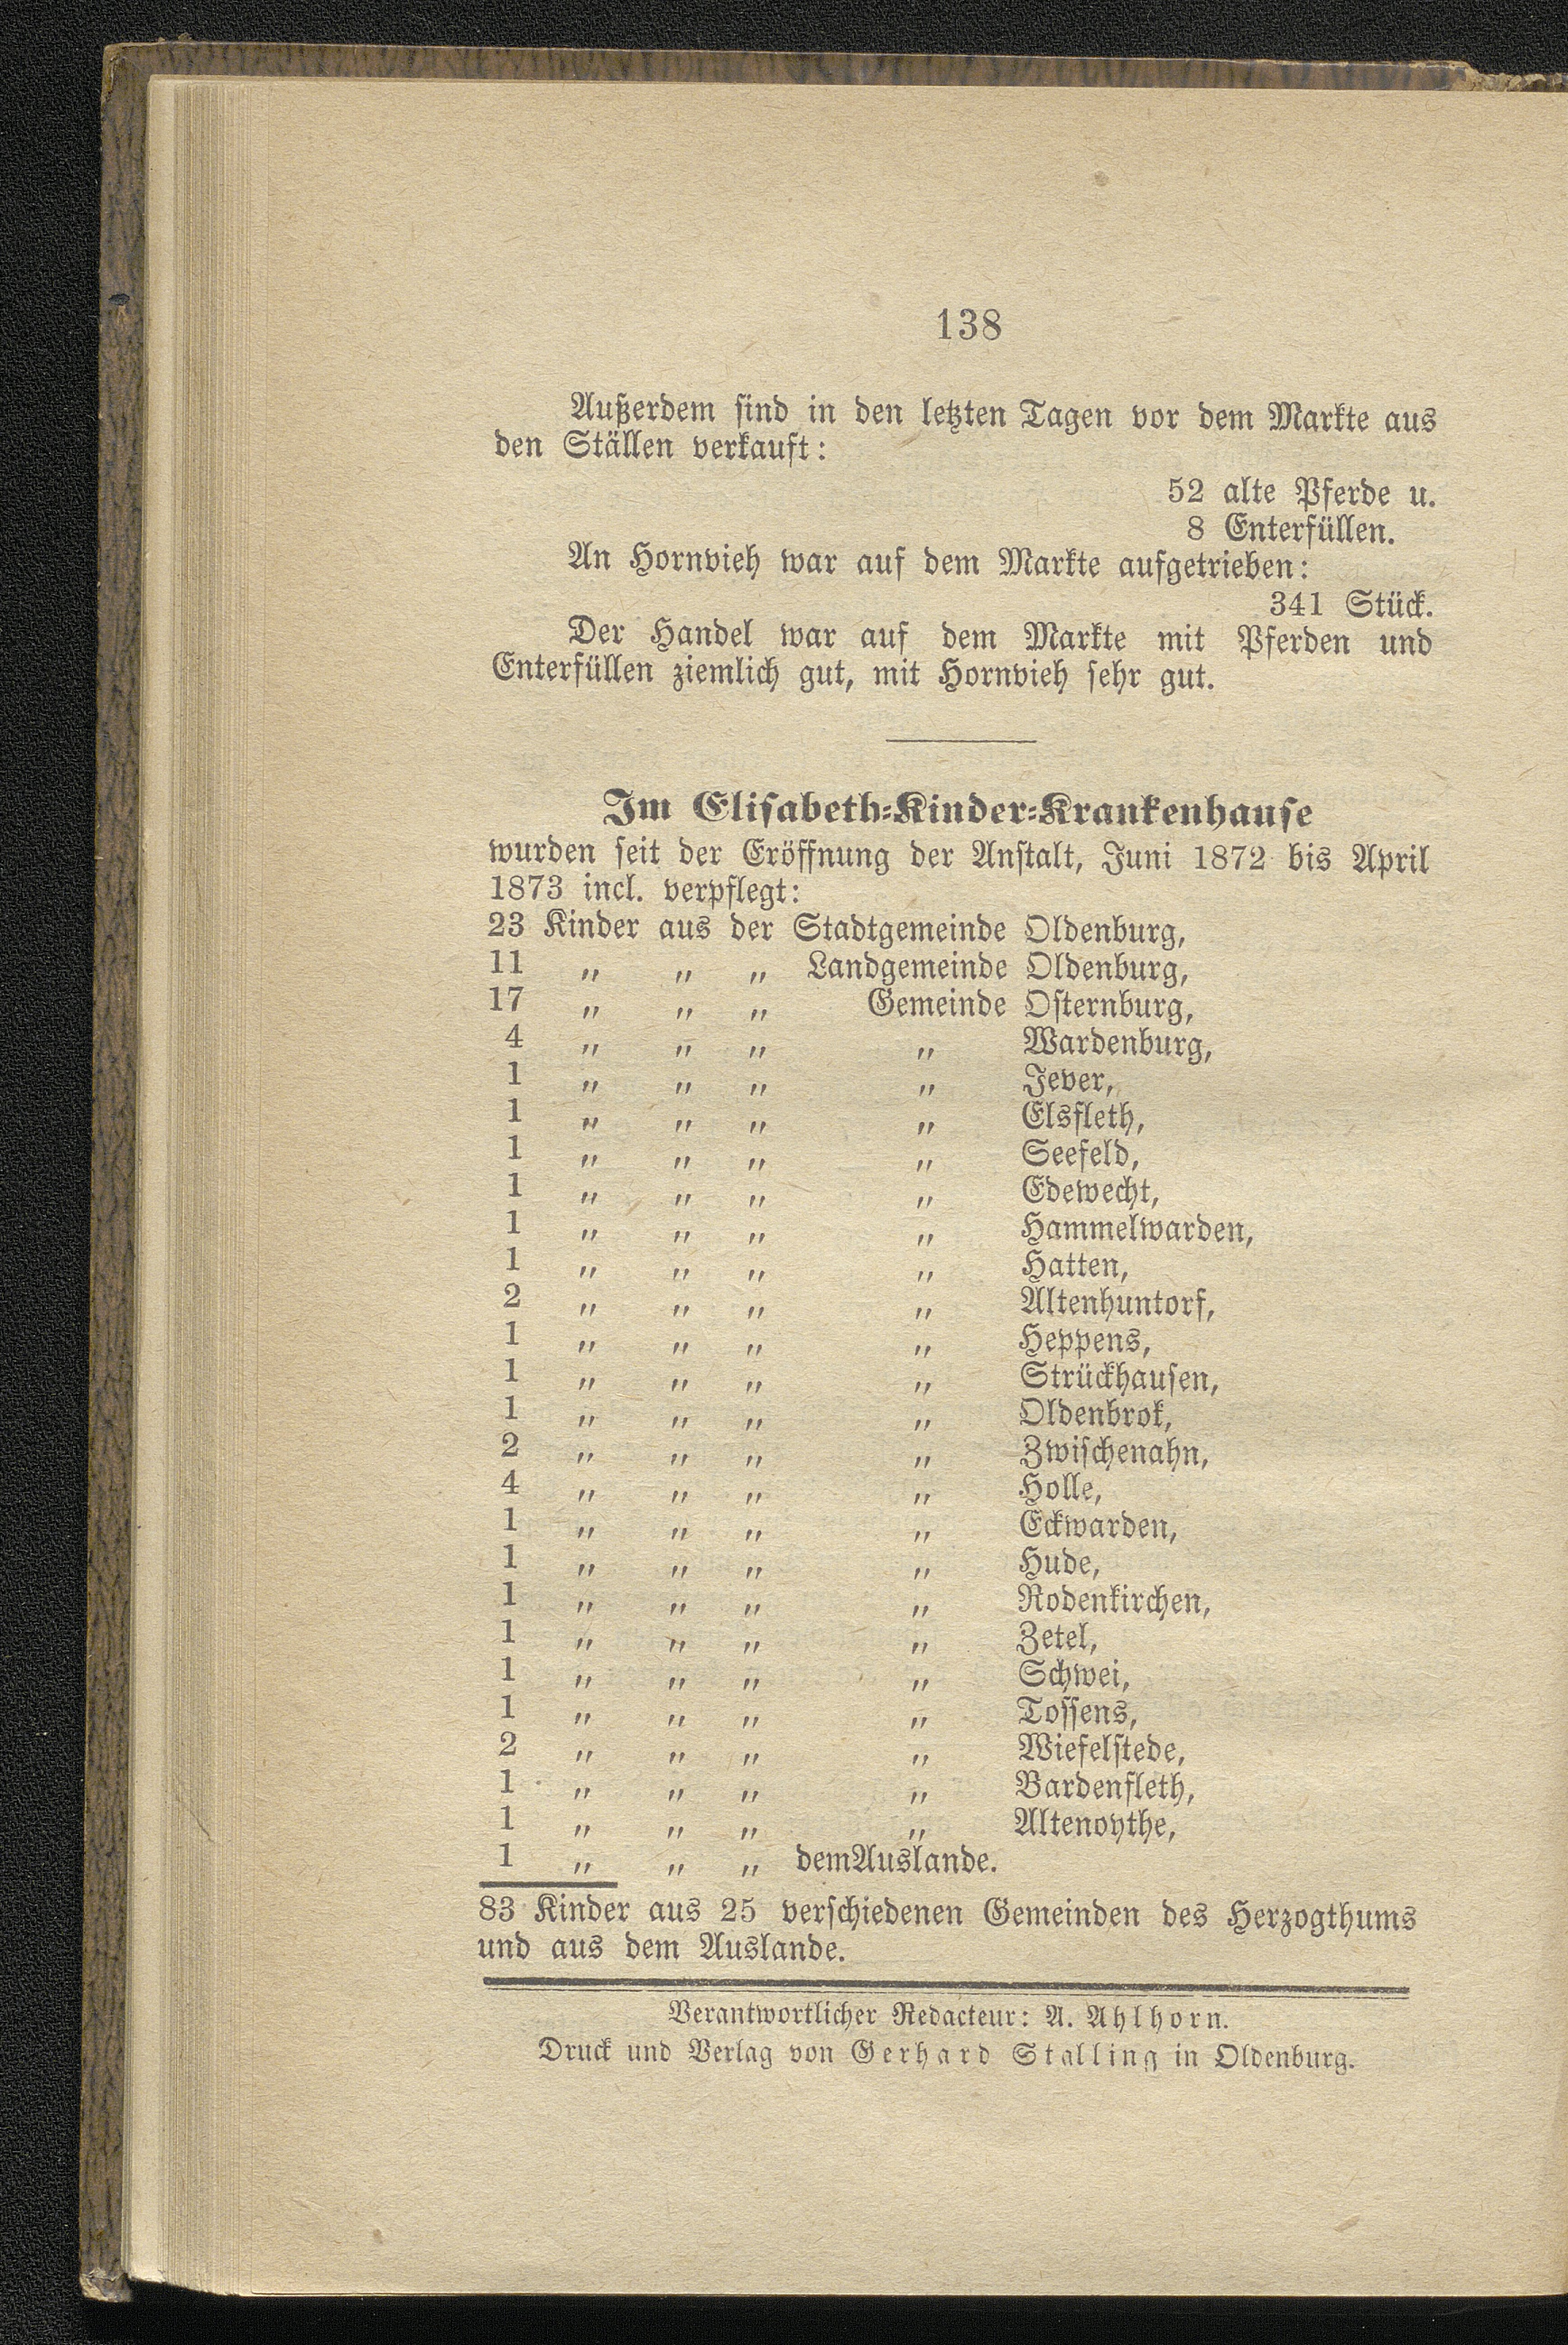 138
Außerdem sind in den letzten Tagen vor dem Markte aus
den Ställen verkauft:
52 alte Pferde u.
8 Enterfüllen.
An Hornvieh war auf dem Markte aufgetrieben:
341 Stück.
Der Handel war auf dem Markte mit Pferden und
Enterfüllen ziemlich gut, mit Hornvieh sehr gut.
Im Elisabeth-Kinder-Krankenhause
wurden seit der Eröffnung der Anstalt, Juni 1872 bis April
1873 incl. verpflegt:
23 Kinder aus der Stadtgemeinde Oldenburg,
11 „ „ „ Landgemeinde Oldenburg,
17 „ „ „ Gemeinde Osternburg,
4 „ „ „ „ Wardenburg,
1 „ „ „ „ Jever,
1 „ „ „ „ Elsfleth,
1 „ „ „ „ Seefeld,
1 „ „ „ „ Edewecht,
1 „ „ „ „ Hammelwarden,
1 „ „ „ „ Hatten,
2 „ „ „ „ Altenhuntorf,
1 „ „ „ „ Heppens,
1 „ „ „ „ Strückhausen,
1 „ „ „ „ Oldenbrok,
2 „ „ „ „ Zwischenahn,
4 „ „ „ „ Holle,
1 „ „ „ „ Eckwarden,
1 „ „ „ „ Hude,
1 „ „ „ „ Rodenkirchen,
1 „ „ „ „ Zetel,
1 „ „ „ „ Schwei,
1 „ „ „ „ Tossens,
2 „ „ „ „ Wiefelstede,
1 „ „ „ „ Bardenfleth,
1 „ „ „ „ Altenoythe,
1 „ „ „ demAuslande.
83 Kinder aus 25 verschiedenen Gemeinden des Herzogthums
und aus dem Auslande.
Verantwortlicher Redacteur: A. Ahlhorn.
Druck und Verlag von Gerhard Stalling in Oldenburg.